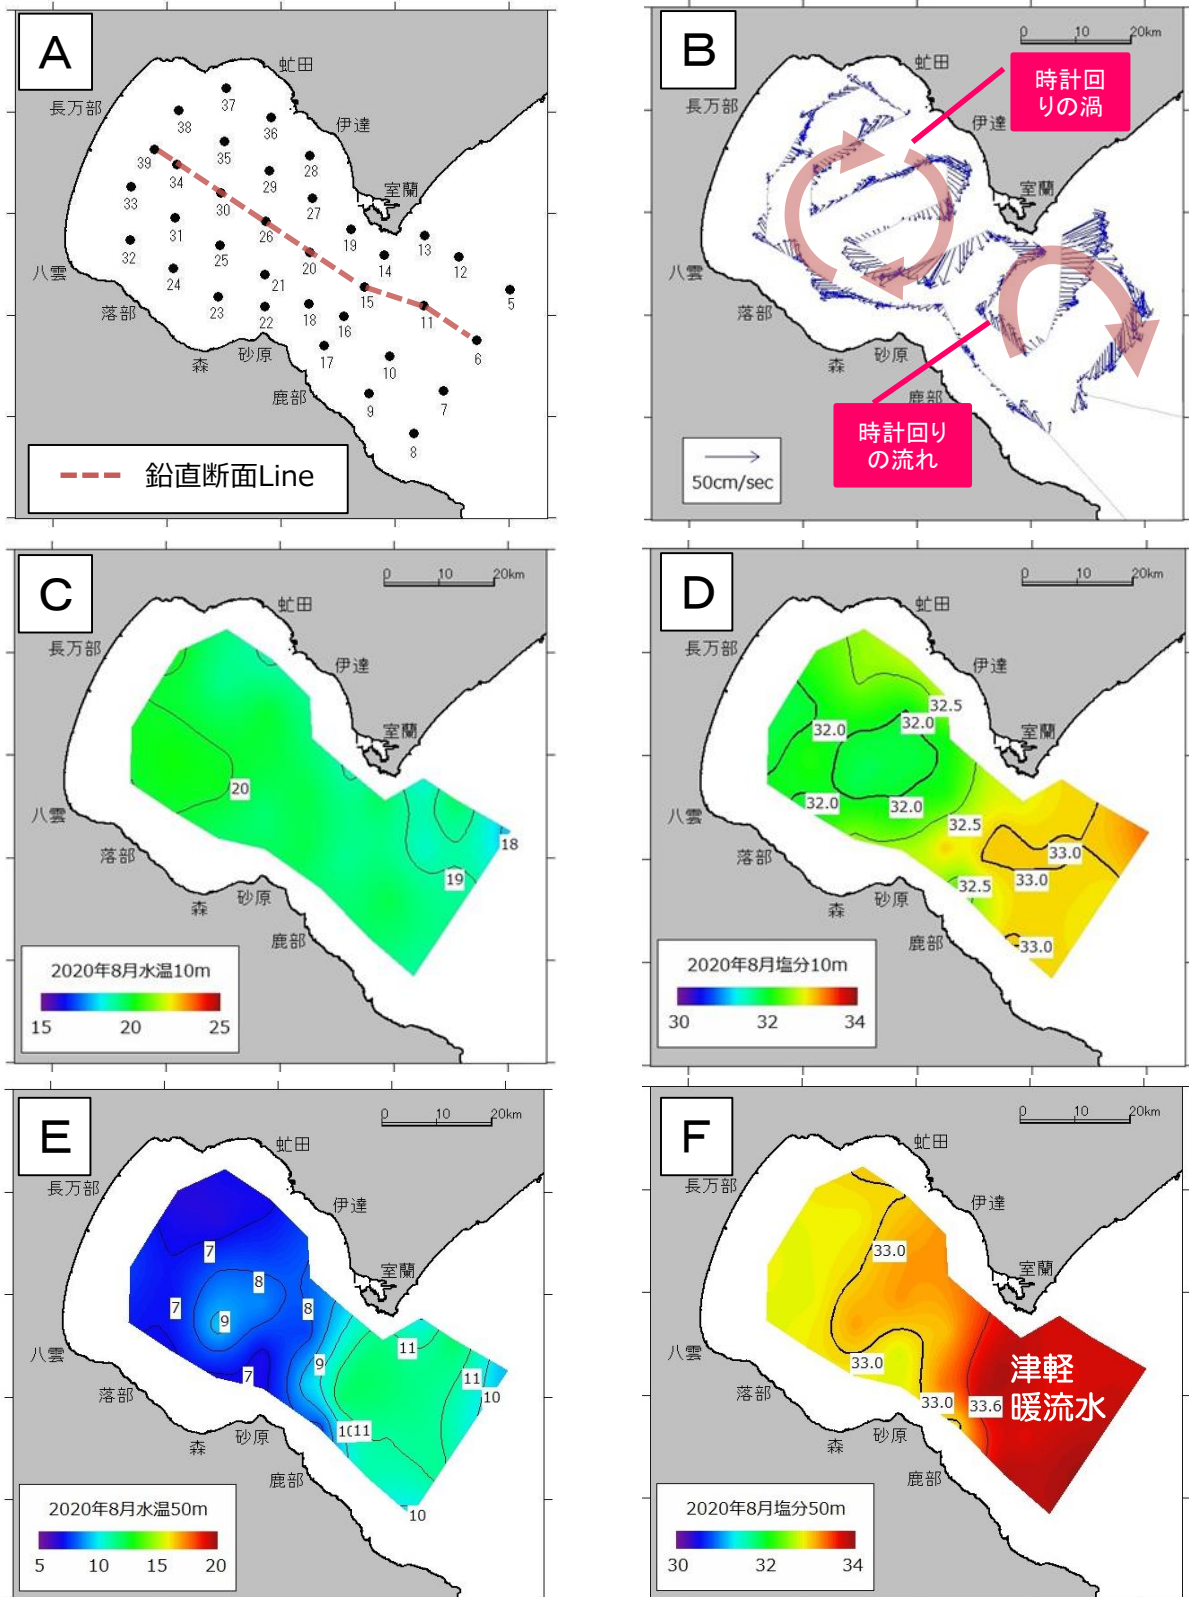 A
虻田
長万部
伊達
室蘭
八雲
落部
森
砂原
鹿部
37
38
36
35
39
34
28
29
33
30
27
31
26
19
13
32
25
20
14
12
24
21
15
5
23
22
18
16
11
17
6
10
9
7
8
鉛直断面Line
B
0 10 20km
時計回
りの渦
虻田
長万部
伊達
室蘭
八雲
落部
森
砂原
鹿部
時計回り
の流れ
50cm/sec
C
0 10 20km
虻田
長万部
伊達
室蘭
八雲
落部
森
砂原
鹿部
20
18
19
2020年8月水温10m
15 20 25
D
0 10 20km
虻田
長万部
伊達
室蘭
八雲
落部
森
砂原
鹿部
32.5
32.0
32.0
32.0
32.0
32.5
33.0
33.0
32.5
33.0
2020年8月塩分10m
30 32 34
E
0 10 20km
虻田
長万部
伊達
室蘭
八雲
落部
森
砂原
鹿部
7
8
7
8
9
11
9
7
11
10
10
11
10
2020年8月水温50m
5 10 15 20
F
0 10 20km
虻田
長万部
伊達
室蘭
八雲
落部
森
砂原
鹿部
33.0
33.0
33.0
33.6
津軽
暖流水
2020年8月塩分50m
30 32 34